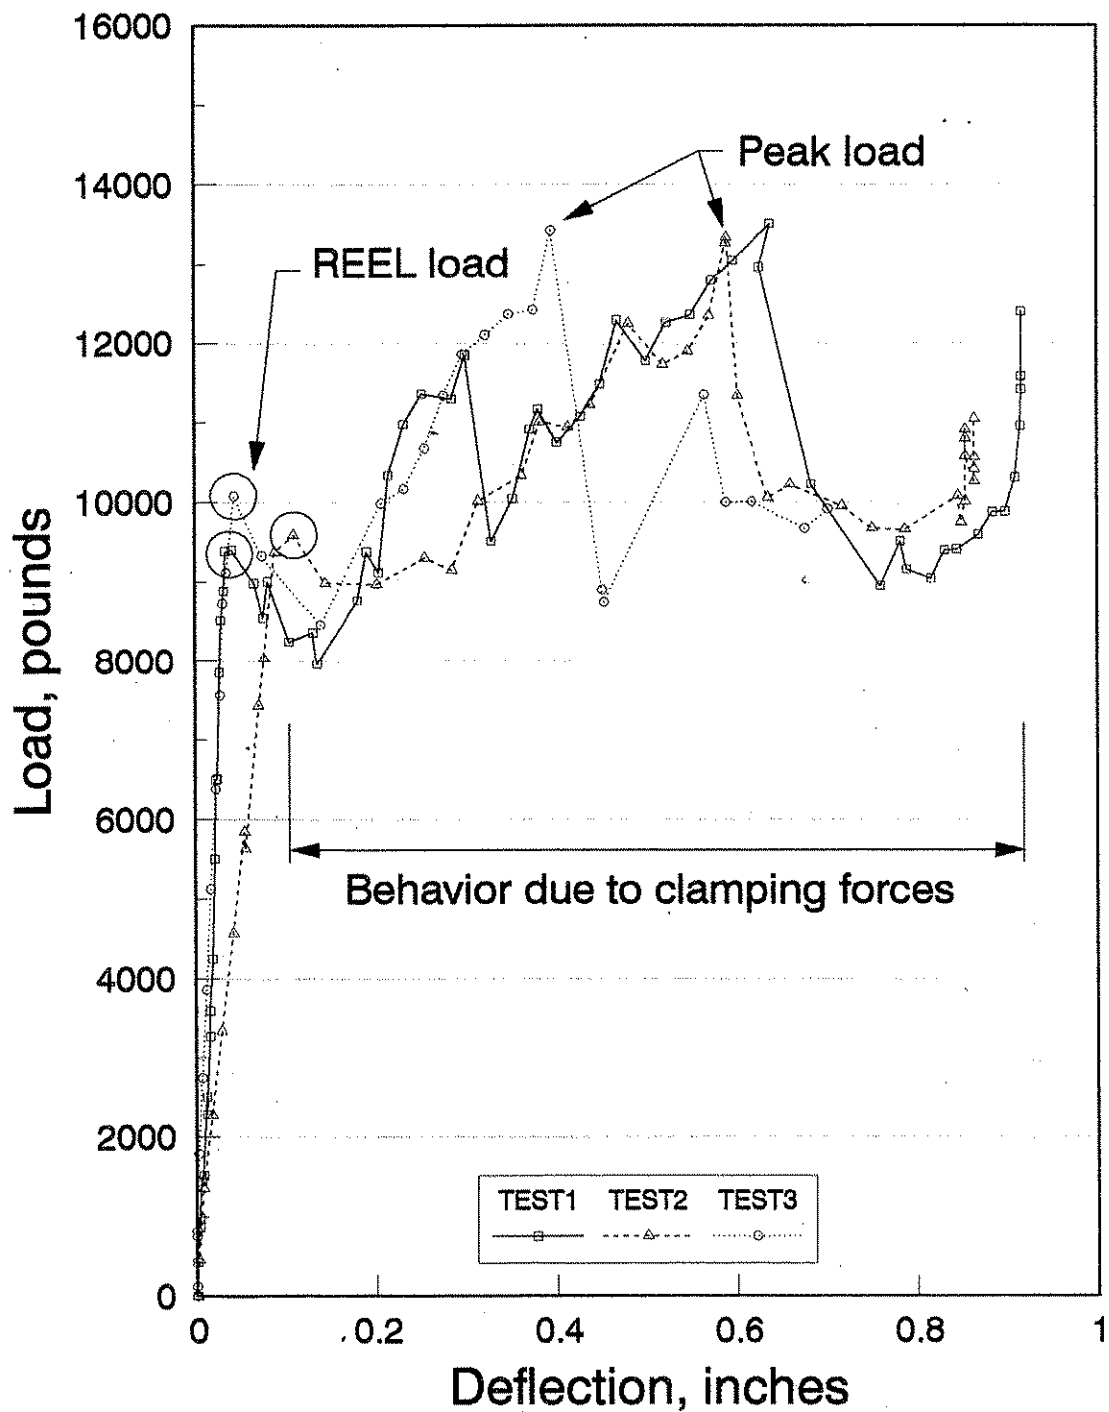 16000
14000
12000
10000
8000
6000
4000
2000
0
Load, pounds
Peak load
REEL load
Behavior due to clamping forces
TEST1 TEST2 TEST3
0 0.2 0.4 0.6 0.8 1
Deflection, inches